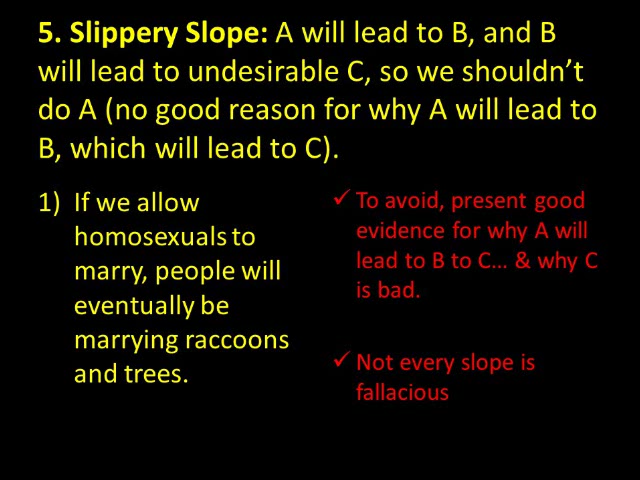 5. Slippery Slope: A will lead to B, and B
will lead to undesirable C, so we shouldn’t
do A (no good reason for why A will lead to
B, which will lead to C).
1) If we allow
homosexuals to
marry, people will
eventually be
marrying raccoons
and trees.
✓ To avoid, present good
evidence for why A will
lead to B to C… & why C
is bad.
✓ Not every slope is
fallacious